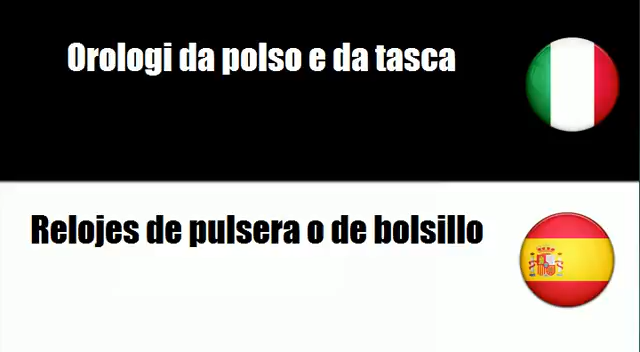 Orologi da polso e da tasca
Relojes de pulsera o de bolsillo